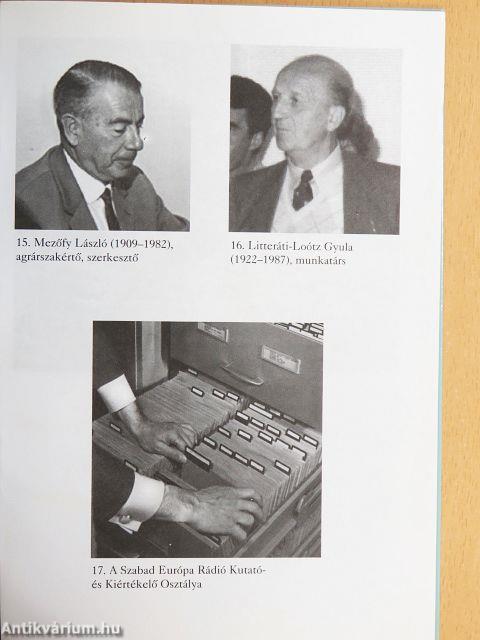 15. Mezőfy László (1909–1982),
agrárszakértő, szerkesztő
16. Litteráti-Loótz Gyula
(1922–1987), munkatárs
17. A Szabad Európa Rádió Kutató-
és Kiértékelő Osztálya
Antikvárium.hu